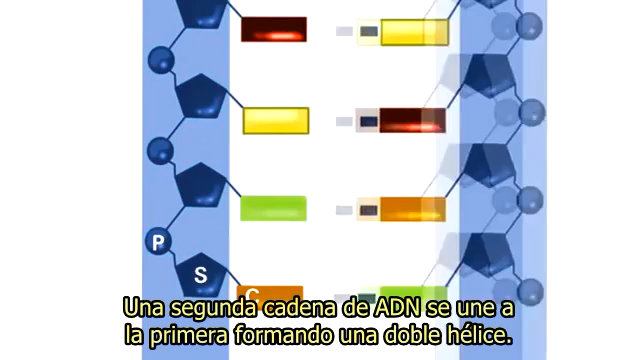 P
S
C
Una segunda cadena de ADN se une a
la primera formando una doble hélice.